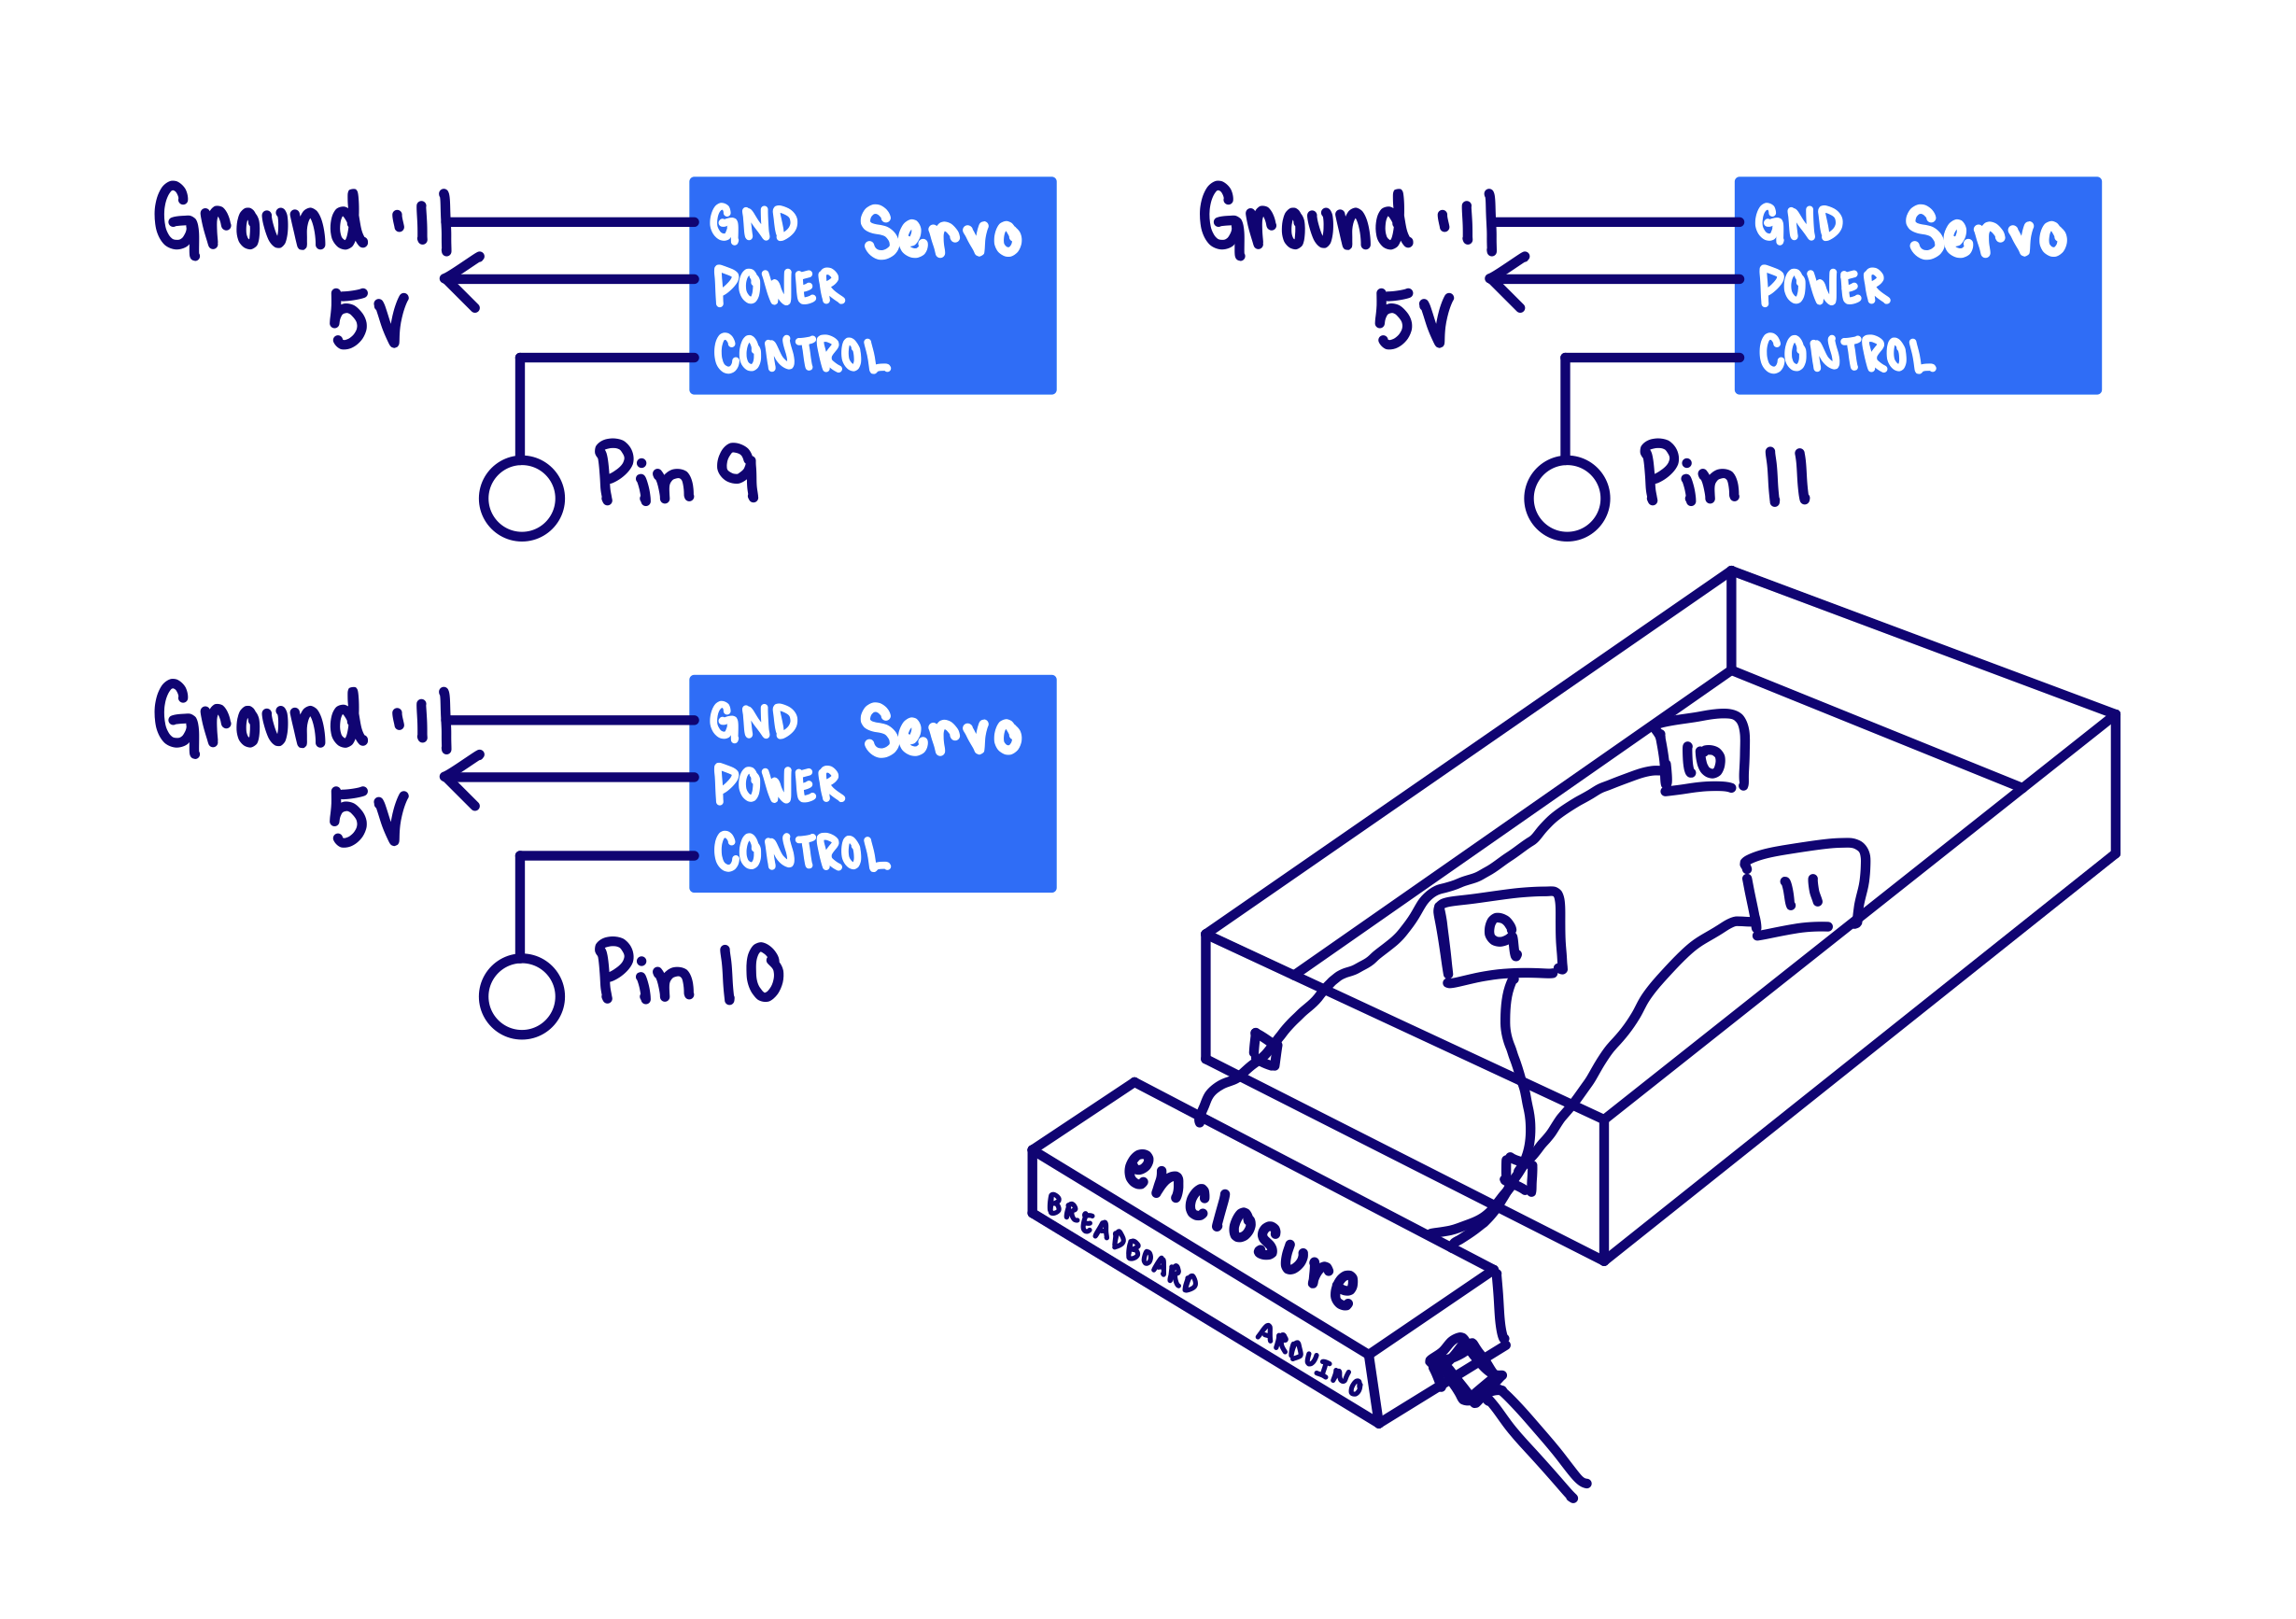 Ground
5v
GND Servo
POWER
CONTROL
Pin 9
Ground
5v
GND Servo
POWER
CONTROL
Pin 11
Ground
5v
GND Servo
POWER
CONTROL
Pin 10
10
9
11
enclosure
BREADBOARD
ARDUINO